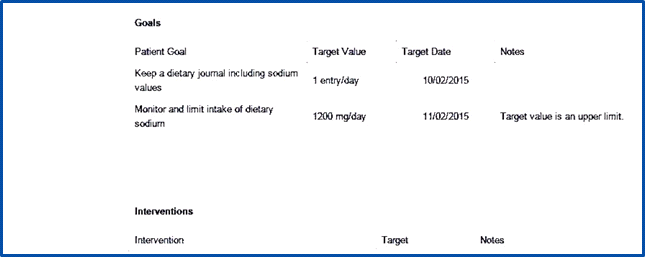 Goals
Patient Goal Target Value Target Date Notes
Keep a dietary journal including sodium
values
1 entry/day 10/02/2015
Monitor and limit intake of dietary
sodium
1200 mg/day 11/02/2015 Target value is an upper limit.
Interventions
Intervention Target Notes